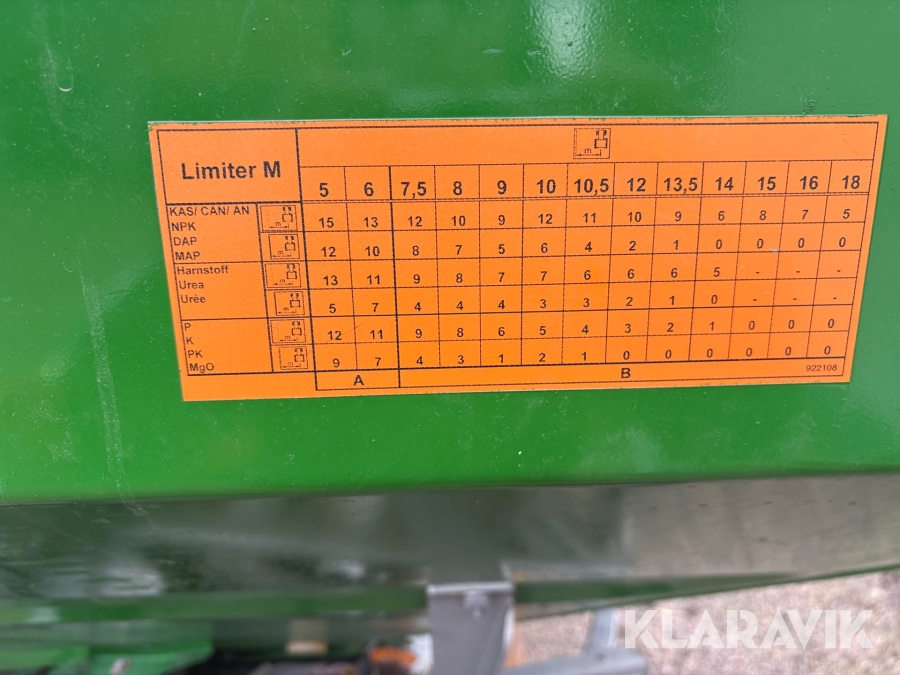 Limiter M
m
5 6 7,5 8 9 10 10,5 12 13,5 14 15 16 18
KAS/ CAN/ AN
NPK
m 15 13 12 10 9 12 11 10 9 6 8 7 5
DAP
MAP
m 12 10 8 7 5 6 4 2 1 0 0 0 0
Harnstoff
Urea
m 13 11 9 8 7 7 6 6 6 5 - - -
Urèe
m 5 7 4 4 4 3 3 2 1 0 - - -
P
K
m 12 11 9 8 6 5 4 3 2 1 0 0 0
PK
MgO
m 9 7 4 3 1 2 1 0 0 0 0 0 0
A B 922108
KLARAVIK